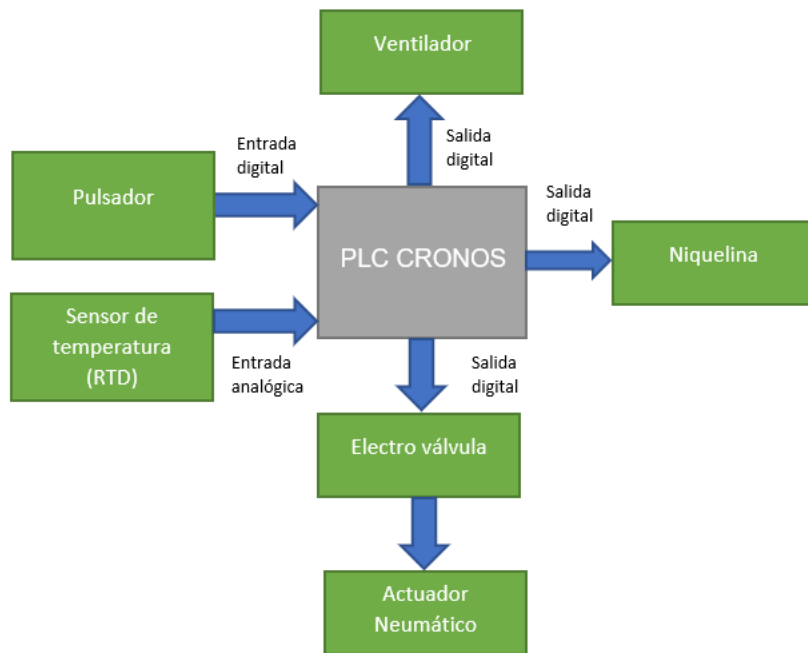 Ventilador
Entrada
digital
Salida
digital
Pulsador
Salida
digital
PLC CRONOS
Niquelina
Sensor de
temperatura
(RTD)
Entrada
analógica
Salida
digital
Electro válvula
Actuador
Neumático